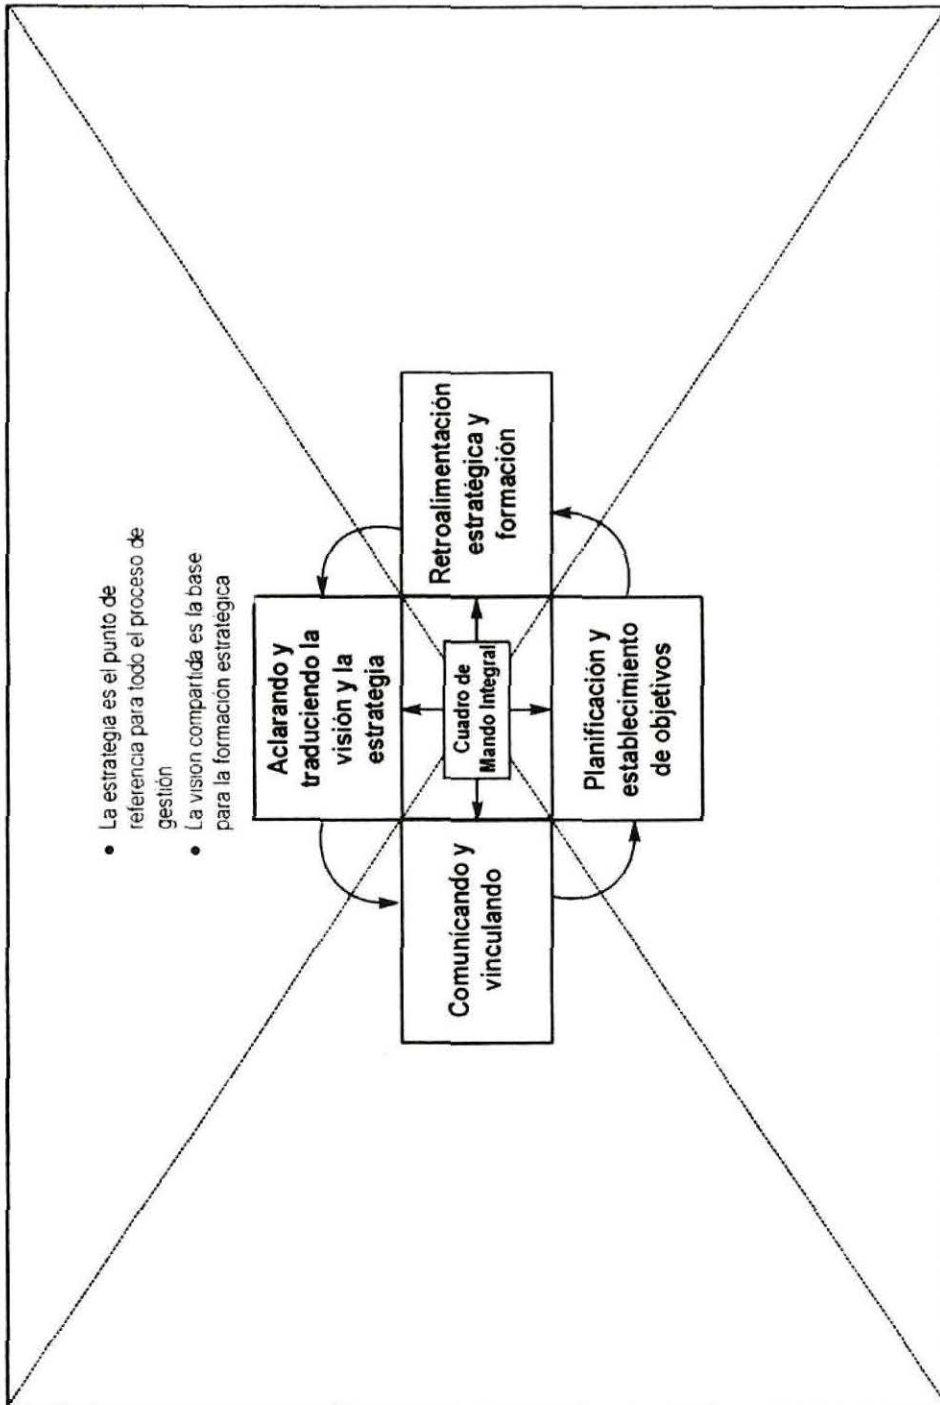 • La estrategia es el punto de
referencia para todo el proceso de
gestión
• La vision compartida es la base
para la formación estratégica
Aclarando y
traduciendo la
visión y la
estrategia
Comunicando y
vinculando
Cuadro de
Mando Integral
Retroalimentación
estratégica y
formación
Planificación y
establecimiento
de objetivos